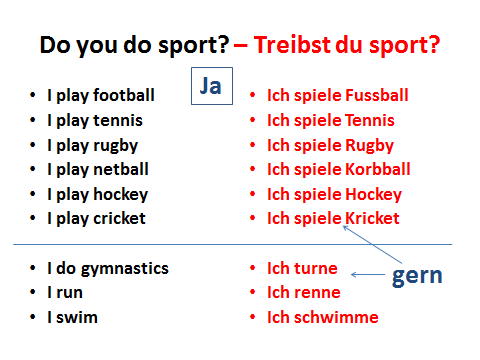 Do you do sport? – Treibst du sport?
Ja
• I play football
• I play tennis
• I play rugby
• I play netball
• I play hockey
• I play cricket
• Ich spiele Fussball
• Ich spiele Tennis
• Ich spiele Rugby
• Ich spiele Korbball
• Ich spiele Hockey
• Ich spiele Kricket
• I do gymnastics
• I run
• I swim
• Ich turne
• Ich renne
• Ich schwimme
gern